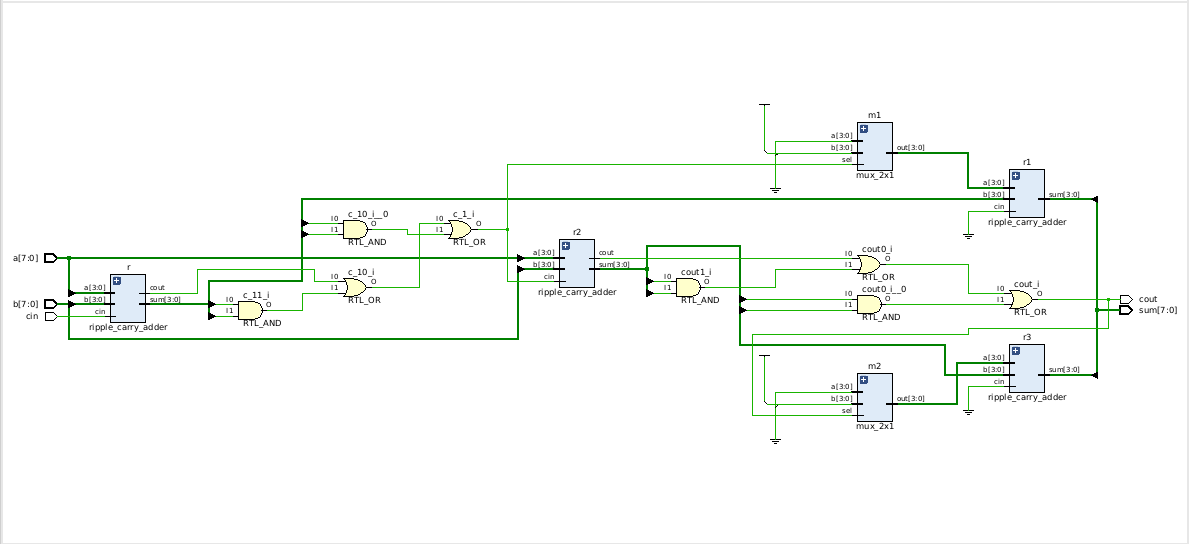 a[7:0]
b[7:0]
cin
r
a[3:0]
b[3:0]
cin
cout
sum[3:0]
ripple_carry_adder
I0
I1
c_11_i
O
RTL_AND
I0
I1
c_10_i__0
O
RTL_AND
I0
I1
c_10_i
O
RTL_OR
I0
I1
c_1_i
O
RTL_OR
r2
a[3:0]
b[3:0]
cin
cout
sum[3:0]
ripple_carry_adder
I0
I1
cout1_i
O
RTL_AND
m1
a[3:0]
b[3:0]
sel
out[3:0]
mux_2x1
I0
I1
cout0_i
O
RTL_OR
I0
I1
cout0_i__0
O
RTL_AND
m2
a[3:0]
b[3:0]
sel
out[3:0]
mux_2x1
r1
a[3:0]
b[3:0]
cin
sum[3:0]
ripple_carry_adder
I0
I1
cout_i
O
RTL_OR
r3
a[3:0]
b[3:0]
cin
sum[3:0]
ripple_carry_adder
cout
sum[7:0]